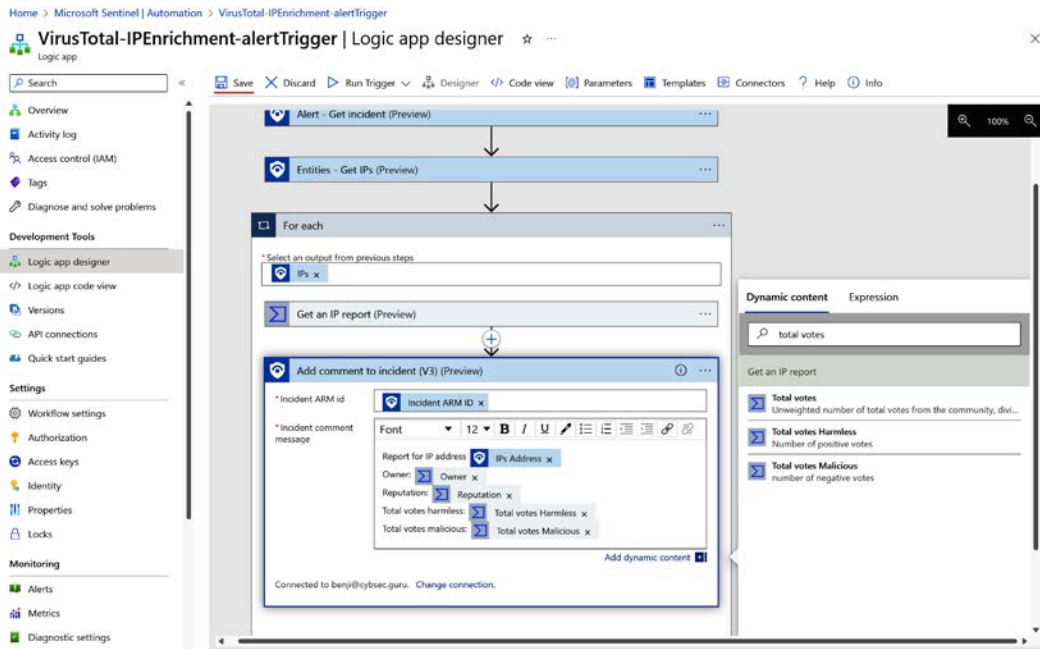 Home > Microsoft Sentinel | Automation > VirusTotal-IPEnrichment-alertTrigger
VirusTotal-IPEnrichment-alertTrigger | Logic app designer
Logic app
Search
Save Discard Run Trigger Designer Code view Parameters Templates Connectors Help Info
Overview
Activity log
Access control (IAM)
Tags
Diagnose and solve problems
Development Tools
Logic app designer
Logic app code view
Versions
API connections
Quick start guides
Settings
Workflow settings
Authorization
Access keys
Identity
Properties
Locks
Monitoring
Alerts
Metrics
Diagnostic settings
100%
Alert - Get incident (Preview)
Entities - Get IPs (Preview)
For each
*Select an output from previous steps
IPs ×
Get an IP report (Preview)
Add comment to incident (V3) (Preview)
*Incident ARM id
Incident ARM ID ×
*Incident comment
message
Font 12 B I U
Report for IP address IPs Address ×
Owner: Owner ×
Reputation: Reputation ×
Total votes harmless: Total votes Harmless ×
Total votes malicious: Total votes Malicious ×
Add dynamic content
Connected to benji@cybsec.guru. Change connection.
Dynamic content Expression
total votes
Get an IP report
Total votes
Unweighted number of total votes from the community, divi...
Total votes Harmless
Number of positive votes
Total votes Malicious
number of negative votes